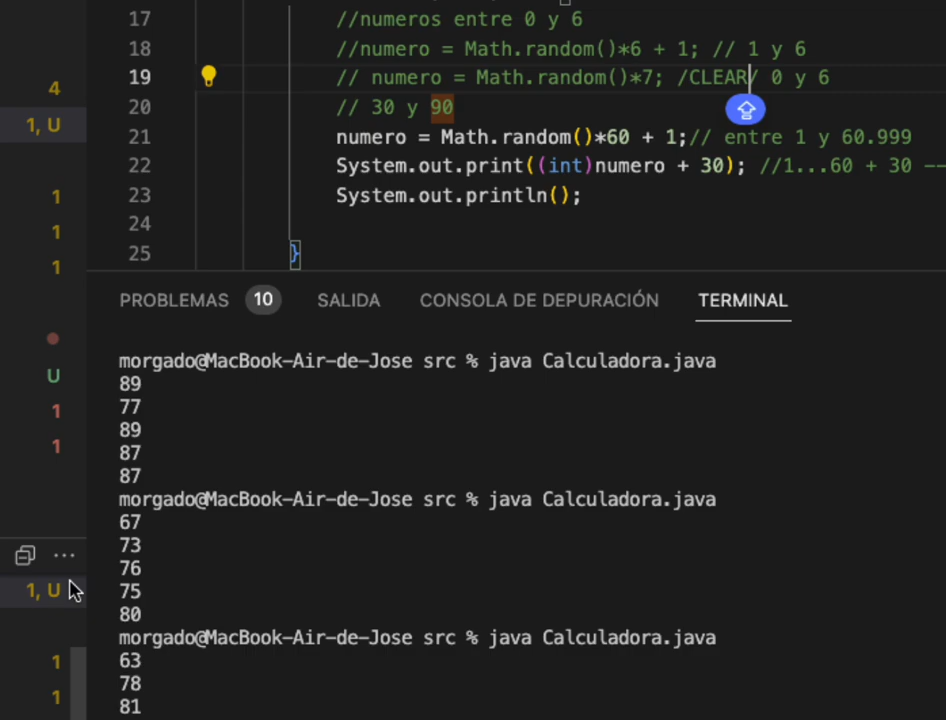 17 //numeros entre 0 y 6
18 //numero = Math.random()*6 + 1; // 1 y 6
19 // numero = Math.random()*7; /CLEAR/ 0 y 6
20 // 30 y 90
21 numero = Math.random()*60 + 1;// entre 1 y 60.999
22 System.out.print((int)numero + 30); //1...60 + 30 --
23 System.out.println();
24
25 }
4
1, U
1
1
1
U
1
1
1, U
1
1
PROBLEMAS 10 SALIDA CONSOLA DE DEPURACIÓN TERMINAL
morgado@MacBook-Air-de-Jose src % java Calculadora.java
89
77
89
87
87
morgado@MacBook-Air-de-Jose src % java Calculadora.java
67
73
76
75
80
morgado@MacBook-Air-de-Jose src % java Calculadora.java
63
78
81